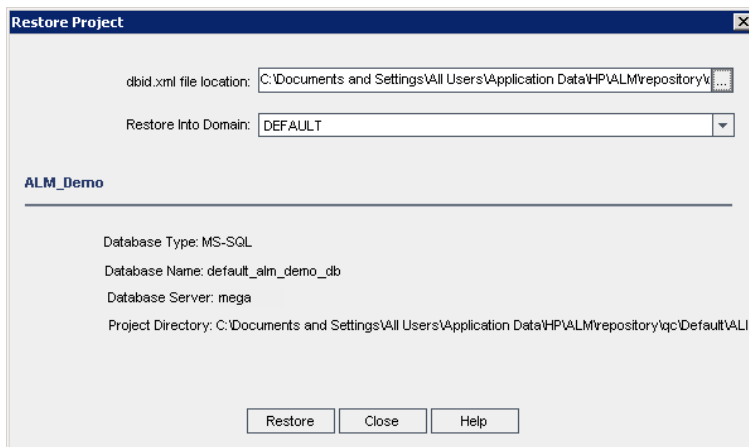 Restore Project
dbid.xml file location: C:\Documents and Settings\All Users\Application Data\HP\ALM\repository\ ...
Restore Into Domain: DEFAULT
ALM_Demo
Database Type: MS-SQL
Database Name: default_alm_demo_db
Database Server: mega
Project Directory: C:\Documents and Settings\All Users\Application Data\HP\ALM\repository\qc\Default\ALI
Restore Close Help